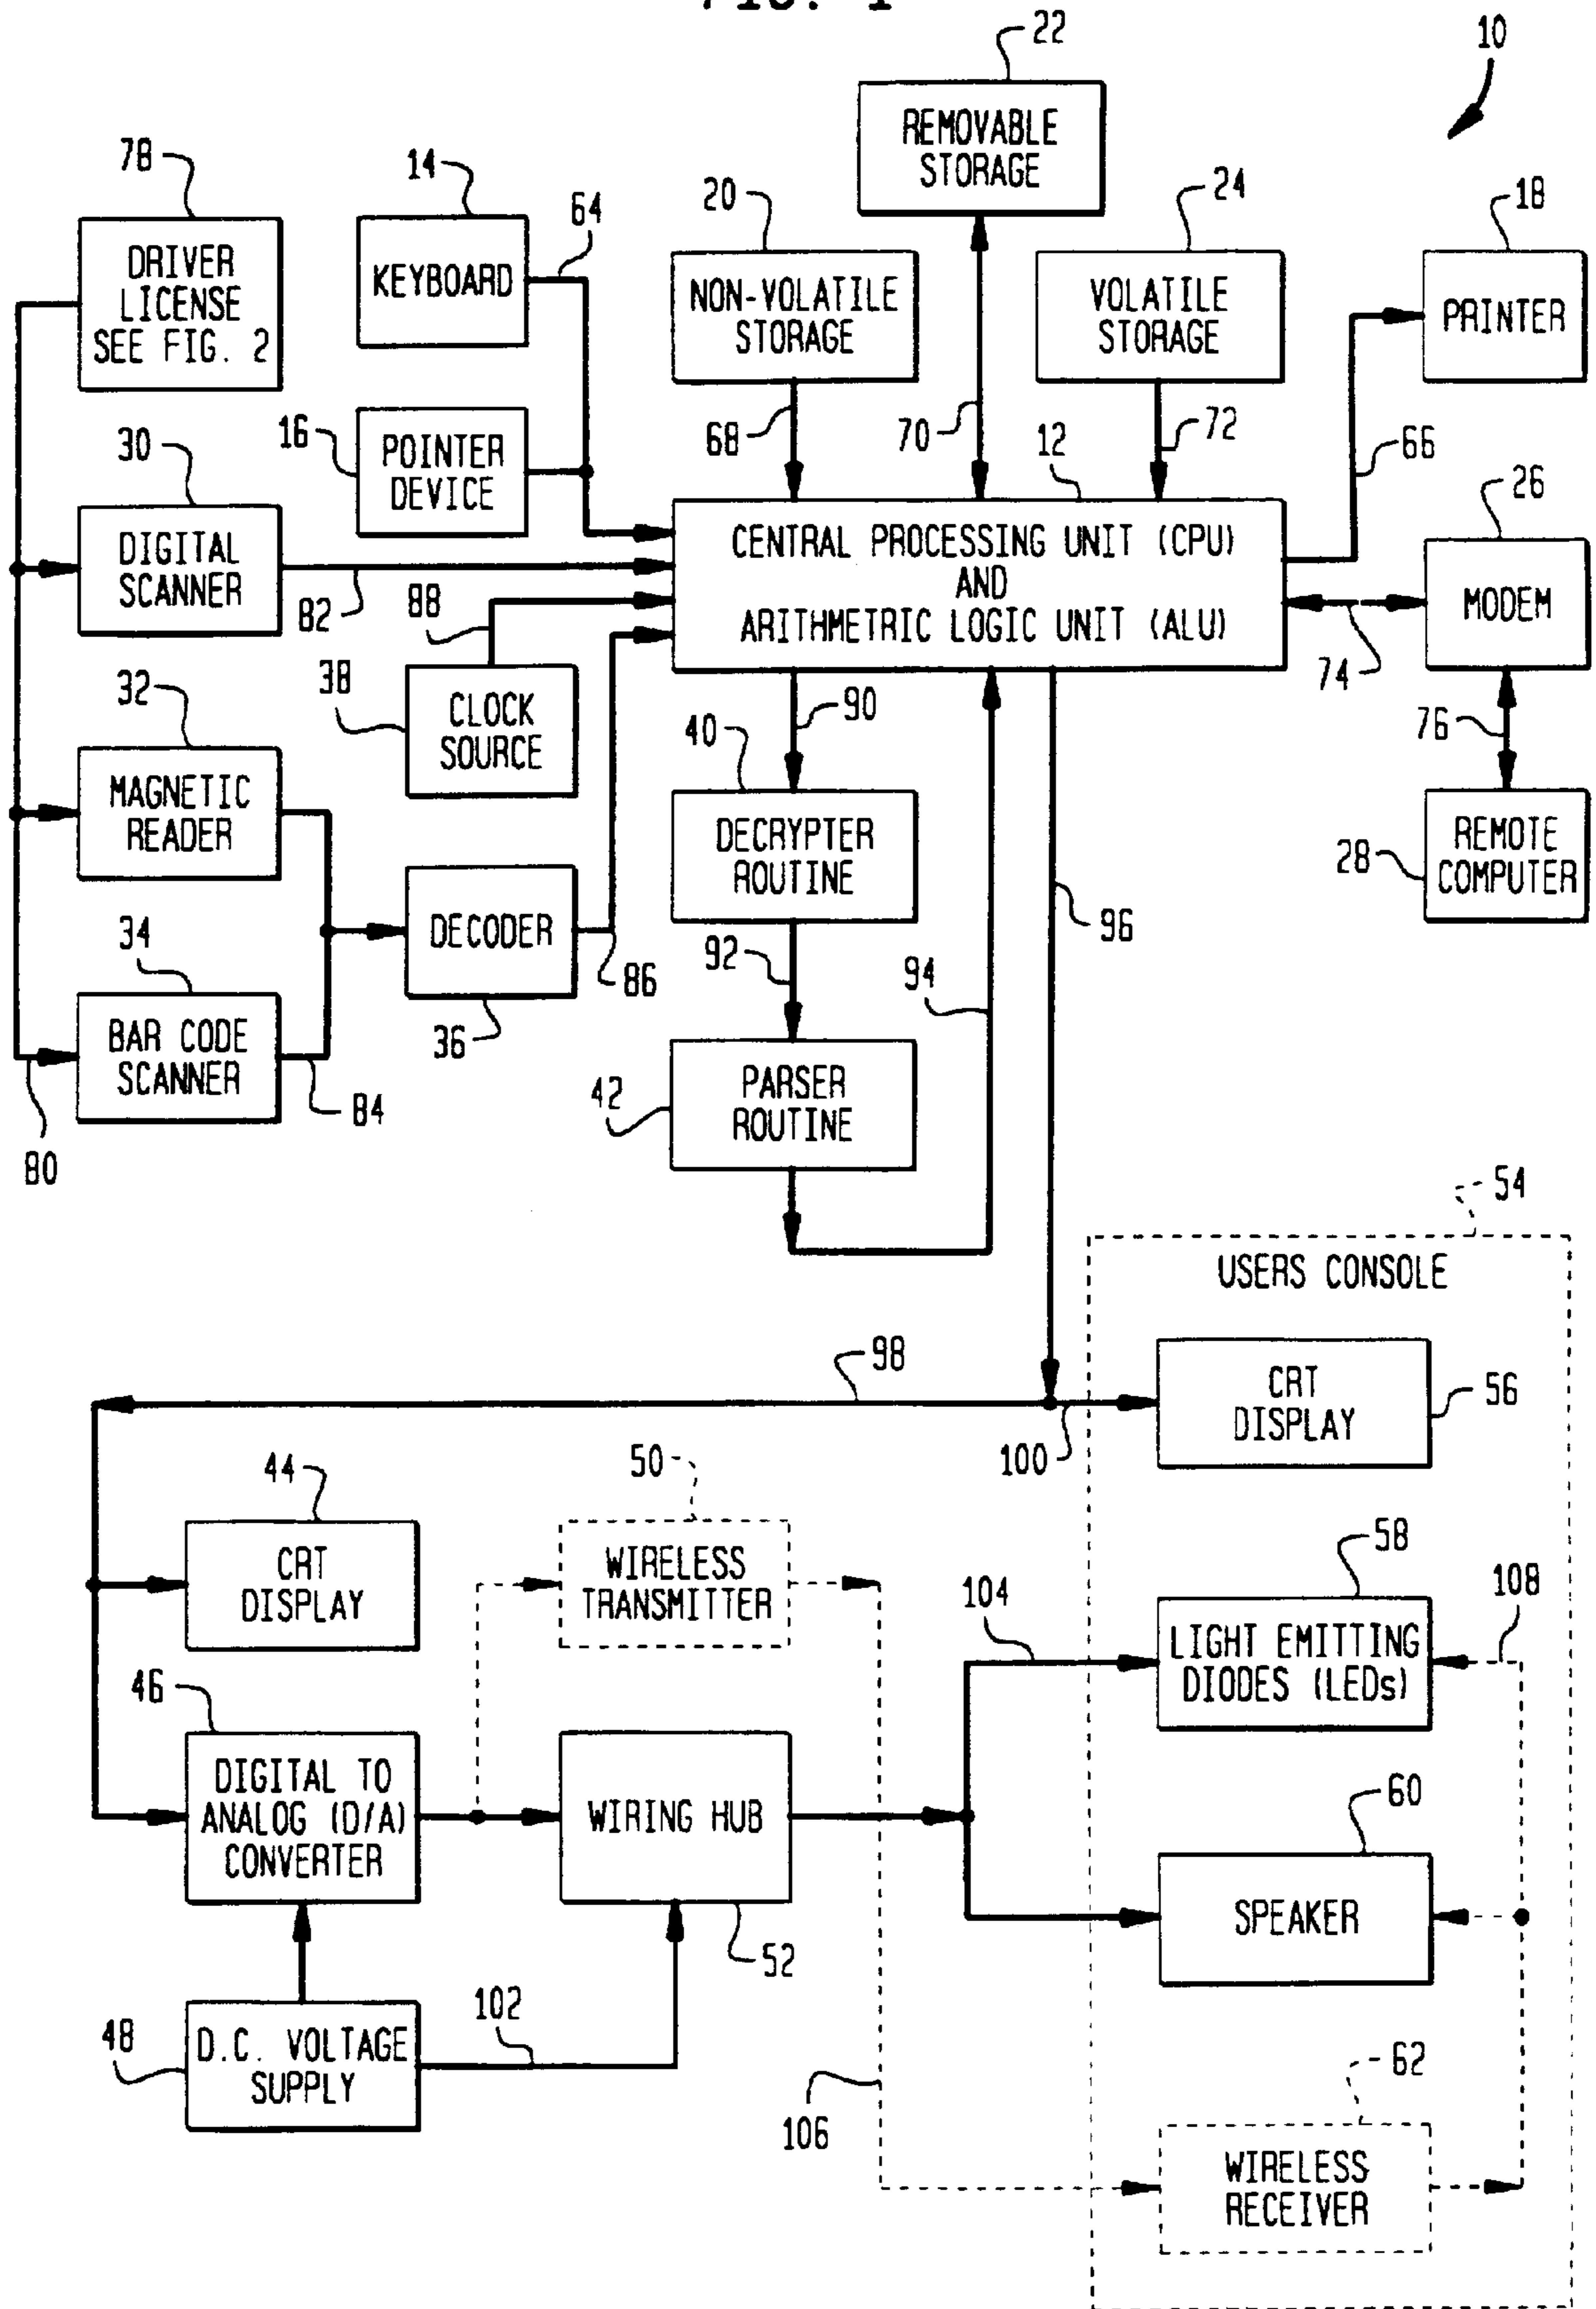 FIG. 1
22
10
REMOVABLE
STORAGE
78
14
64
20
24
18
DRIVER
LICENSE
SEE FIG. 2
KEYBOARD
NON-VOLATILE
STORAGE
VOLATILE
STORAGE
PRINTER
30
16
POINTER
DEVICE
68
70
12
72
66
26
DIGITAL
SCANNER
82
88
CENTRAL PROCESSING UNIT (CPU)
AND
ARITHMETRIC LOGIC UNIT (ALU)
MODEM
74
32
38
CLOCK
SOURCE
40
90
76
MAGNETIC
READER
DECRYPTER
ROUTINE
28
REMOTE
COMPUTER
34
DECODER
86
36
92
94
96
BAR CODE
SCANNER
84
80
42
PARSER
ROUTINE
54
USERS CONSOLE
98
100
CRT
DISPLAY
56
44
50
58
108
CRT
DISPLAY
WIRELESS
TRANSMITTER
104
LIGHT EMITTING
DIODES (LEDs)
46
DIGITAL TO
ANALOG (D/A)
CONVERTER
WIRING HUB
52
60
SPEAKER
48
D.C. VOLTAGE
SUPPLY
102
106
62
WIRELESS
RECEIVER